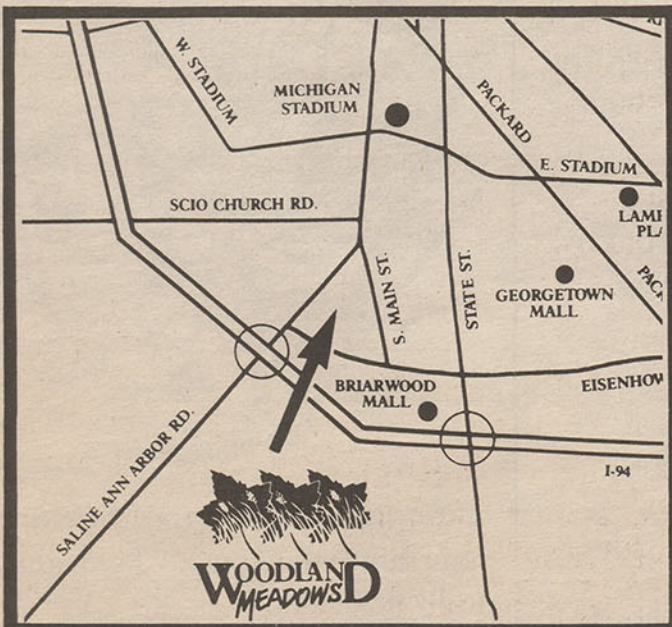 W. STADIUM
MICHIGAN
STADIUM
PACKARD
E. STADIUM
SCIO CHURCH RD.
GEORGETOWN
MALL
S. MAIN ST.
STATE ST.
BRIARWOOD
MALL
I-94
SALINE ANN ARBOR RD.
WOODLAND
MEADOWS